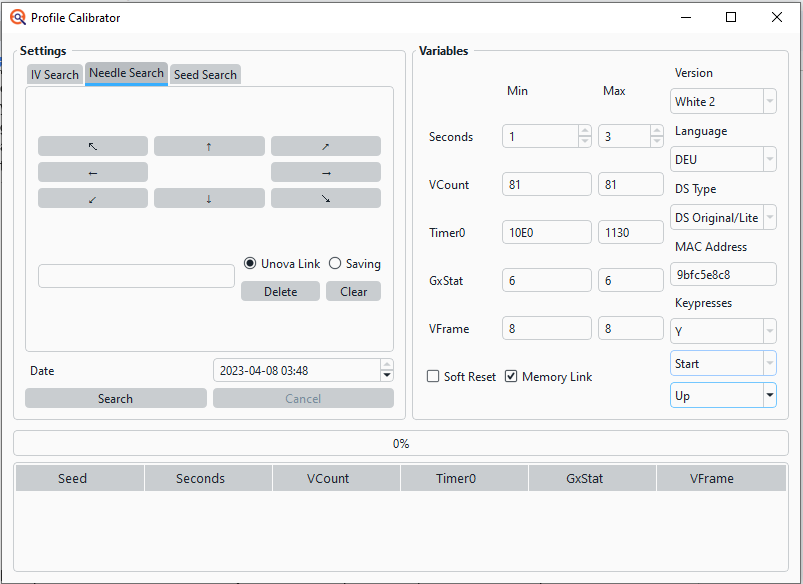 Profile Calibrator
Settings
IV Search Needle Search Seed Search
↖ ↑ ↗
← →
↙ ↓ ↘
Unova Link Saving
Delete Clear
Date 2023-04-08 03:48
Search Cancel
Variables
Min Max
Seconds 1 3
VCount 81 81
Timer0 10E0 1130
GxStat 6 6
VFrame 8 8
Soft Reset Memory Link
Version
White 2
Language
DEU
DS Type
DS Original/Lite
MAC Address
9bfc5e8c8
Keypresses
Y
Start
Up
0%
Seed Seconds VCount Timer0 GxStat VFrame